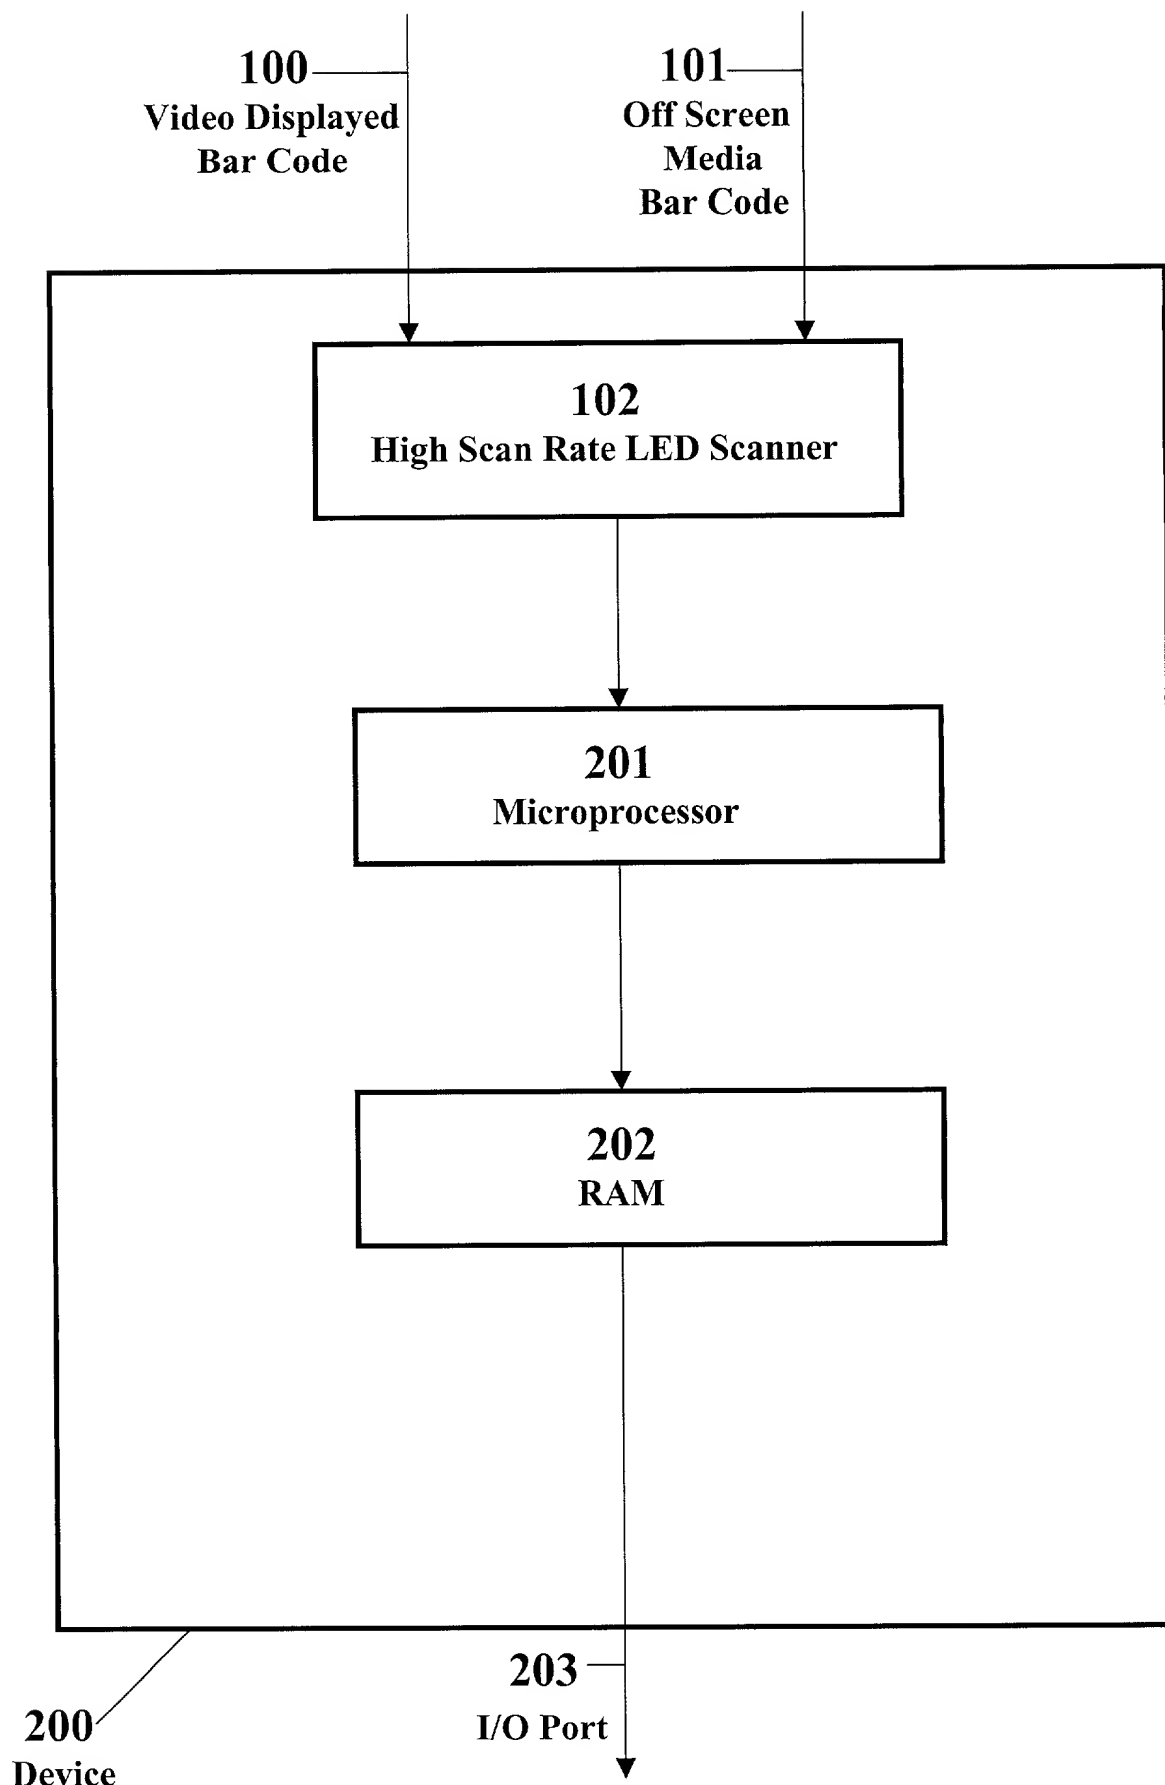 100
Video Displayed
Bar Code
101
Off Screen
Media
Bar Code
102
High Scan Rate LED Scanner
201
Microprocessor
202
RAM
203
I/O Port
200
Device